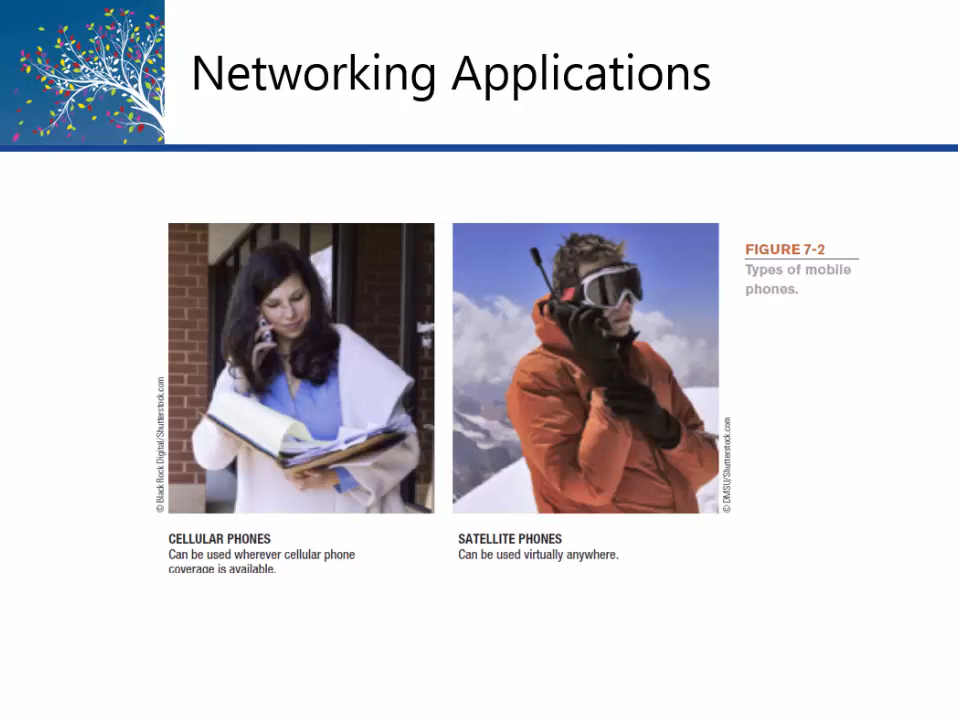 Networking Applications
FIGURE 7-2
Types of mobile
phones.
© Black Rock Digital/Shutterstock.com
© DMSU/Shutterstock.com
CELLULAR PHONES
Can be used wherever cellular phone
coverage is available.
SATELLITE PHONES
Can be used virtually anywhere.